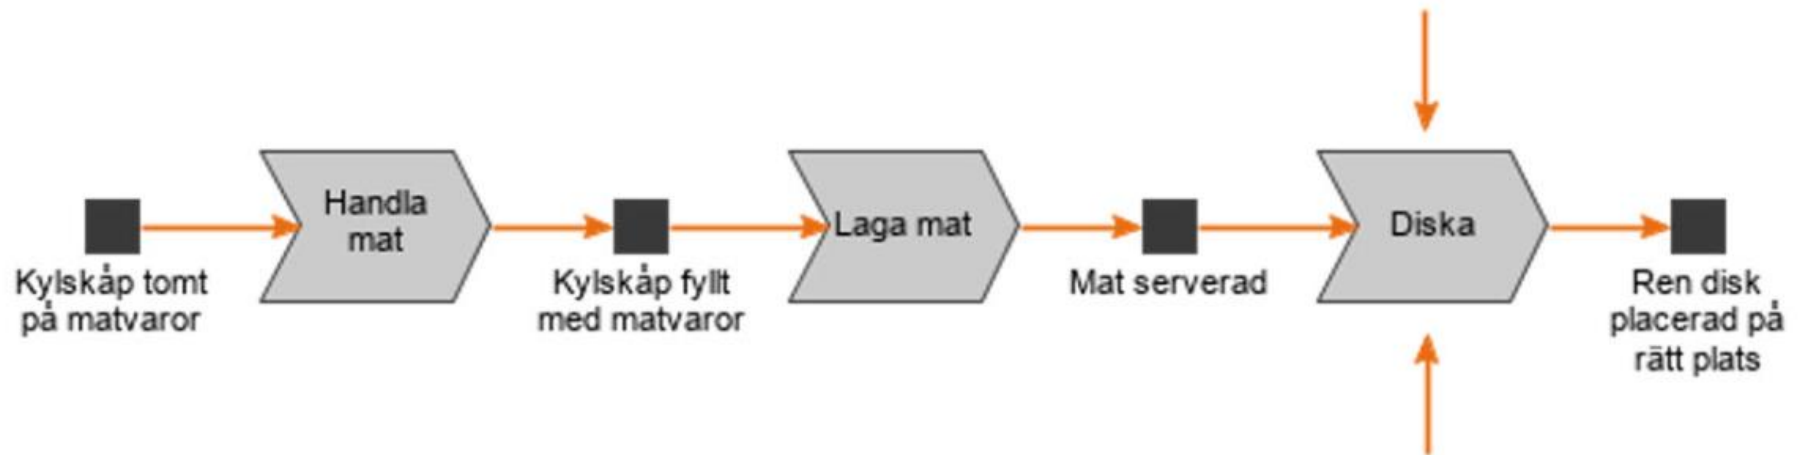 Handla
mat
Laga mat
Diska
Kylskåp tomt
på matvaror
Kylskåp fyllt
med matvaror
Mat serverad
Ren disk
placerad på
rätt plats